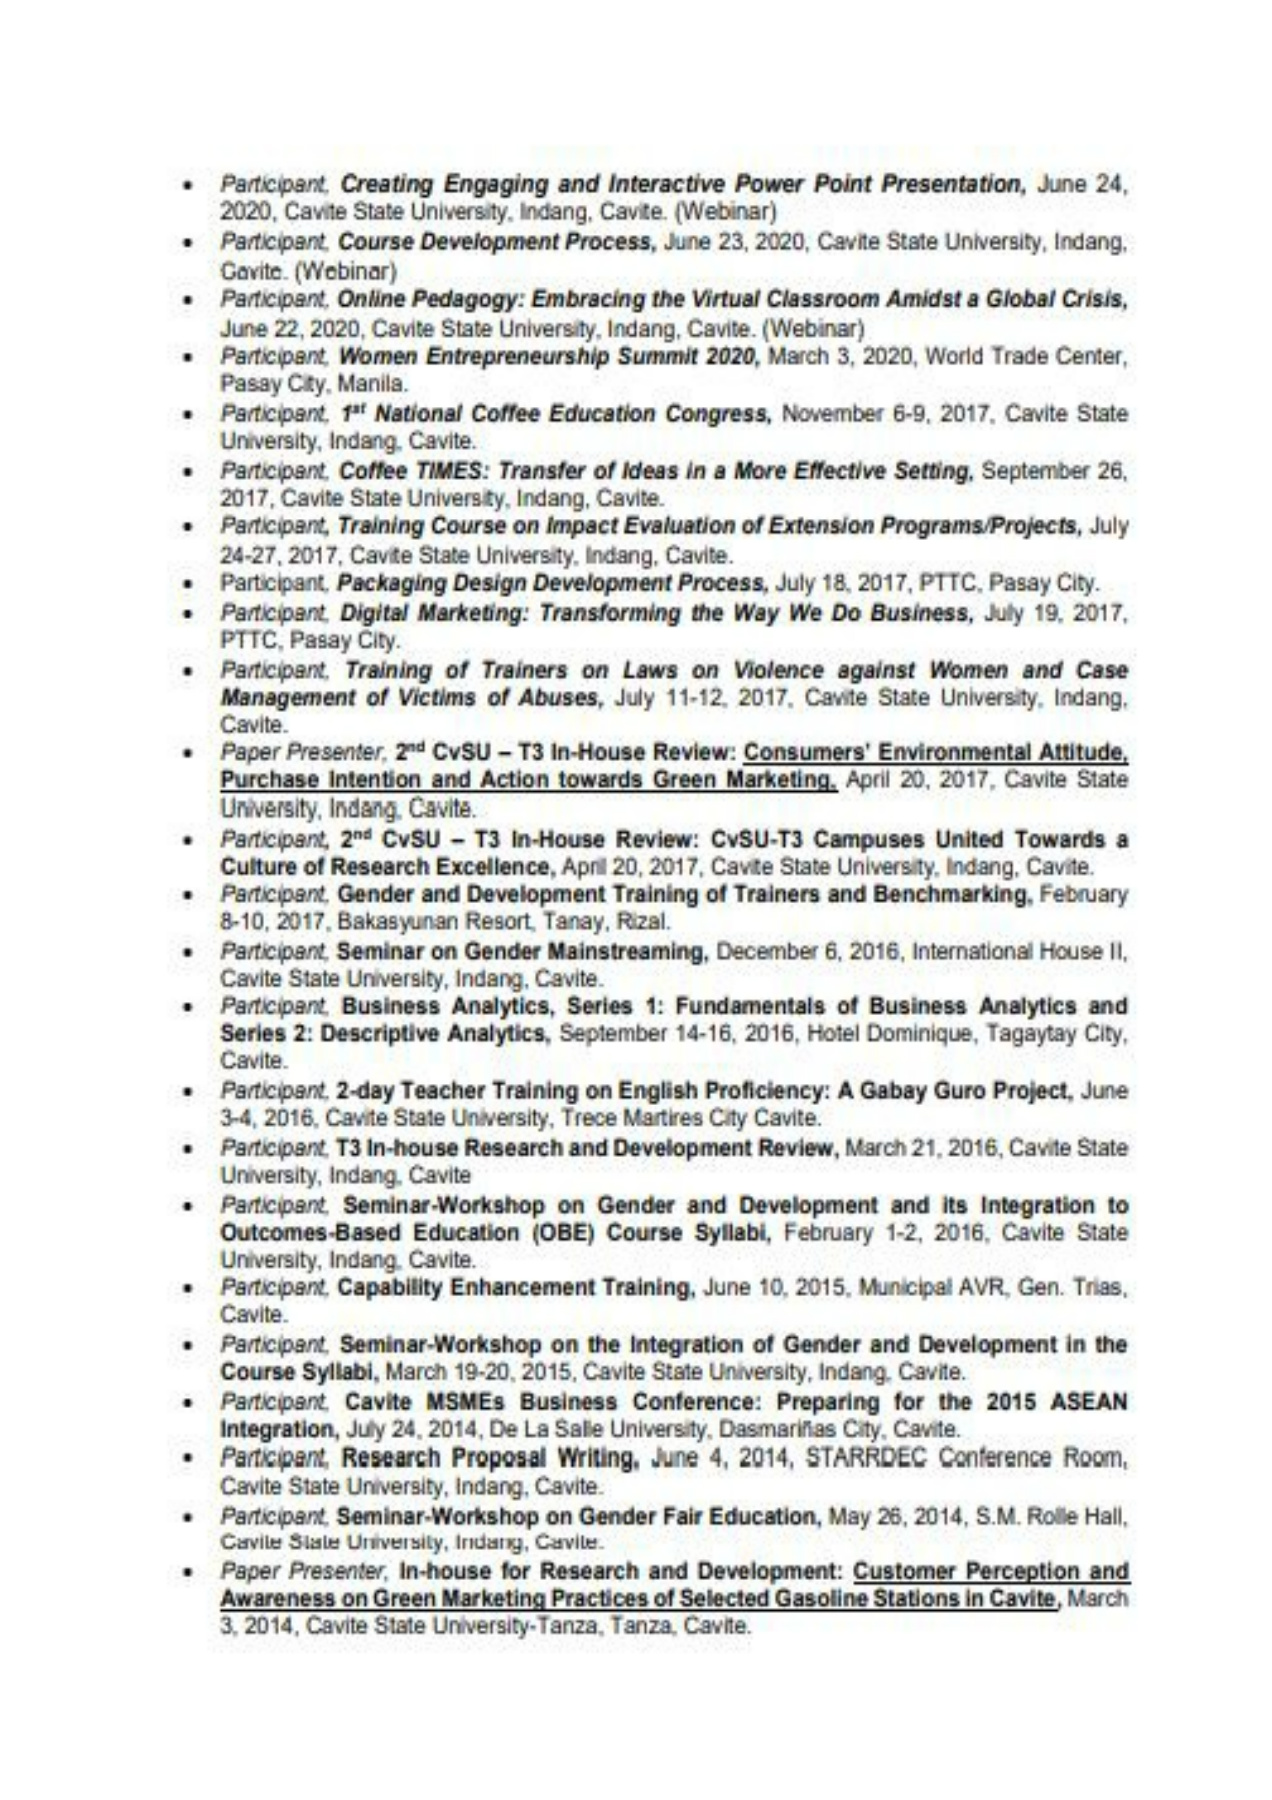 • Participant, Creating Engaging and Interactive Power Point Presentation, June 24,
2020, Cavite State University, Indang, Cavite. (Webinar)
• Participant, Course Development Process, June 23, 2020, Cavite State University, Indang,
Cavite. (Webinar)
• Participant, Online Pedagogy: Embracing the Virtual Classroom Amidst a Global Crisis,
June 22, 2020, Cavite State University, Indang, Cavite. (Webinar)
• Participant, Women Entrepreneurship Summit 2020, March 3, 2020, World Trade Center,
Pasay City, Manila.
• Participant, 1st National Coffee Education Congress, November 6-9, 2017, Cavite State
University, Indang, Cavite.
• Participant, Coffee TIMES: Transfer of Ideas in a More Effective Setting, September 26,
2017, Cavite State University, Indang, Cavite.
• Participant, Training Course on Impact Evaluation of Extension Programs/Projects, July
24-27, 2017, Cavite State University, Indang, Cavite.
• Participant, Packaging Design Development Process, July 18, 2017, PTTC, Pasay City.
• Participant, Digital Marketing: Transforming the Way We Do Business, July 19, 2017,
PTTC, Pasay City.
• Participant, Training of Trainers on Laws on Violence against Women and Case
Management of Victims of Abuses, July 11-12, 2017, Cavite State University, Indang,
Cavite.
• Paper Presenter, 2nd CvSU – T3 In-House Review: Consumers' Environmental Attitude,
Purchase Intention and Action towards Green Marketing, April 20, 2017, Cavite State
University, Indang, Cavite.
• Participant, 2nd CvSU – T3 In-House Review: CvSU-T3 Campuses United Towards a
Culture of Research Excellence, April 20, 2017, Cavite State University, Indang, Cavite.
• Participant, Gender and Development Training of Trainers and Benchmarking, February
8-10, 2017, Bakasyunan Resort, Tanay, Rizal.
• Participant, Seminar on Gender Mainstreaming, December 6, 2016, International House II,
Cavite State University, Indang, Cavite.
• Participant, Business Analytics, Series 1: Fundamentals of Business Analytics and
Series 2: Descriptive Analytics, September 14-16, 2016, Hotel Dominique, Tagaytay City,
Cavite.
• Participant, 2-day Teacher Training on English Proficiency: A Gabay Guro Project, June
3-4, 2016, Cavite State University, Trece Martires City Cavite.
• Participant, T3 In-house Research and Development Review, March 21, 2016, Cavite State
University, Indang, Cavite
• Participant, Seminar-Workshop on Gender and Development and its Integration to
Outcomes-Based Education (OBE) Course Syllabi, February 1-2, 2016, Cavite State
University, Indang, Cavite.
• Participant, Capability Enhancement Training, June 10, 2015, Municipal AVR, Gen. Trias,
Cavite.
• Participant, Seminar-Workshop on the Integration of Gender and Development in the
Course Syllabi, March 19-20, 2015, Cavite State University, Indang, Cavite.
• Participant, Cavite MSMEs Business Conference: Preparing for the 2015 ASEAN
Integration, July 24, 2014, De La Salle University, Dasmariñas City, Cavite.
• Participant, Research Proposal Writing, June 4, 2014, STARRDEC Conference Room,
Cavite State University, Indang, Cavite.
• Participant, Seminar-Workshop on Gender Fair Education, May 26, 2014, S.M. Rolle Hall,
Cavite State University, Indang, Cavite.
• Paper Presenter, In-house for Research and Development: Customer Perception and
Awareness on Green Marketing Practices of Selected Gasoline Stations in Cavite, March
3, 2014, Cavite State University-Tanza, Tanza, Cavite.